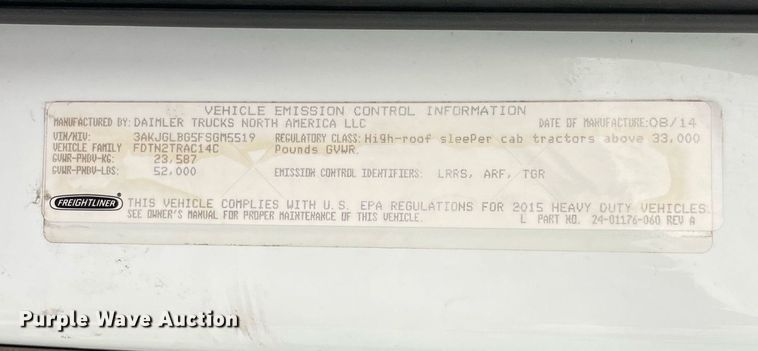 VEHICLE EMISSION CONTROL INFORMATION
MANUFACTURED BY: DAIMLER TRUCKS NORTH AMERICA LLC DATE OF MANUFACTURE: 08/14
VIN/NIV: 3AKJGLBG5FSGM5519 REGULATORY CLASS: High-roof sleePer cab tractors above 33,000
VEHICLE FAMILY FDTN2TRAC14C Pounds GVWR.
GVWR-PNBV-KG: 23,587
GVWR-PNBV-LBS: 52,000 EMISSION CONTROL IDENTIFIERS: LRRS, ARF, TGR
FREIGHTLINER THIS VEHICLE COMPLIES WITH U.S. EPA REGULATIONS FOR 2015 HEAVY DUTY VEHICLES
SEE OWNER'S MANUAL FOR PROPER MAINTENANCE OF THIS VEHICLE. L PART NO. 24-01176-060 REV A
Purple Wave Auction